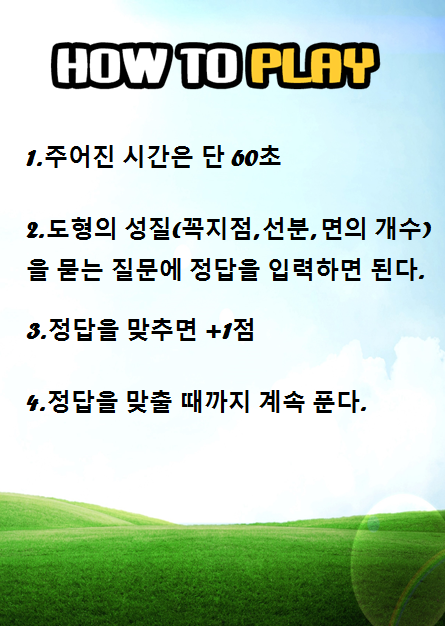 HOW TO PLAY
1.주어진 시간은 단 60초
2.도형의 성질(꼭지점,선분,면의 개수)
을 묻는 질문에 정답을 입력하면 된다.
3.정답을 맞추면 +1점
4.정답을 맞출 때까지 계속 푼다.